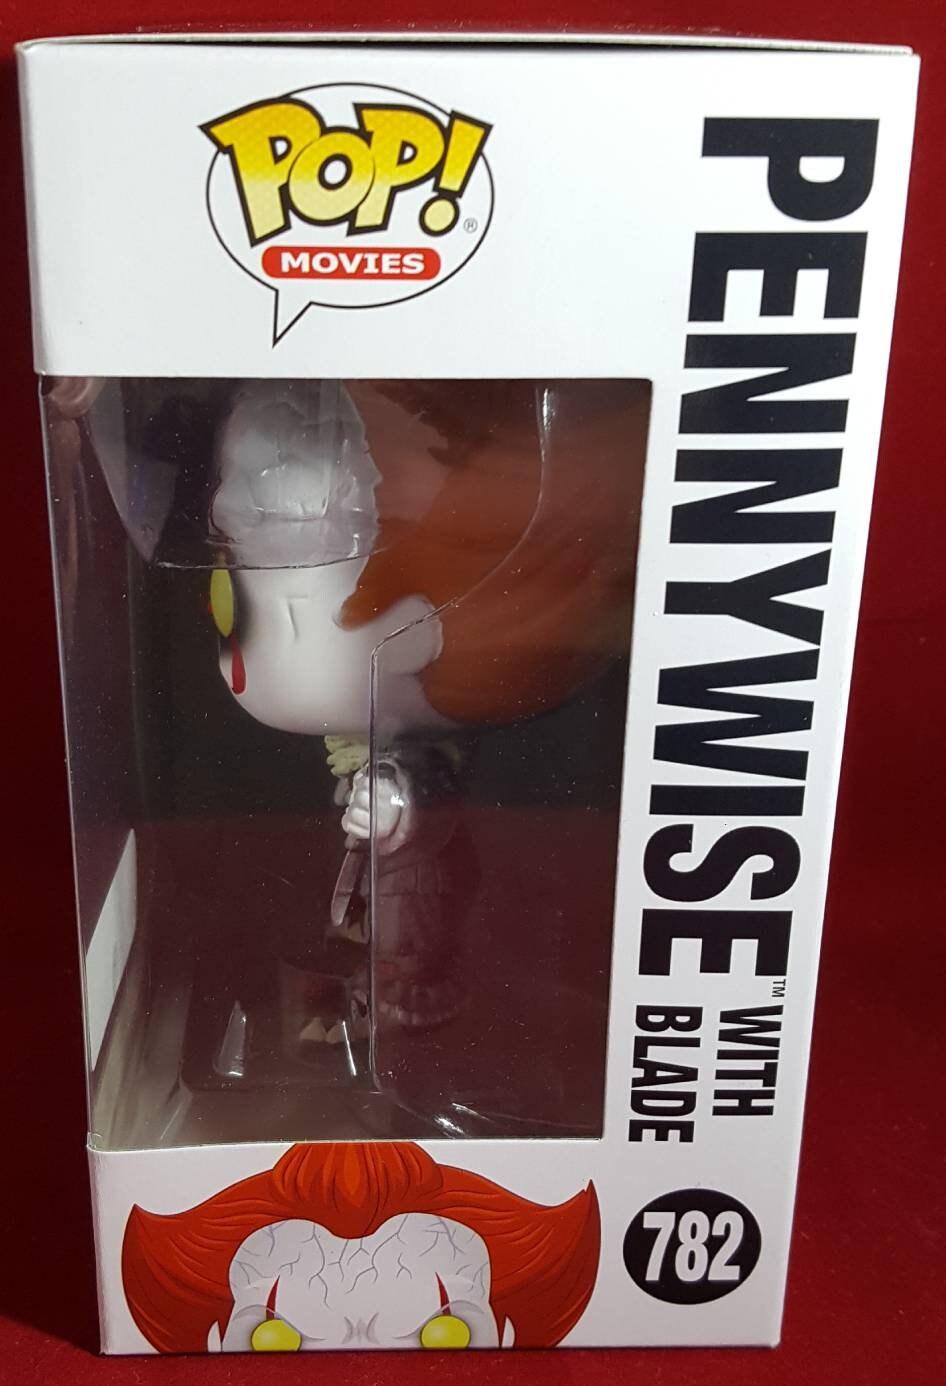 POP!
®
MOVIES
PENNYWISE™ WITH
BLADE
782